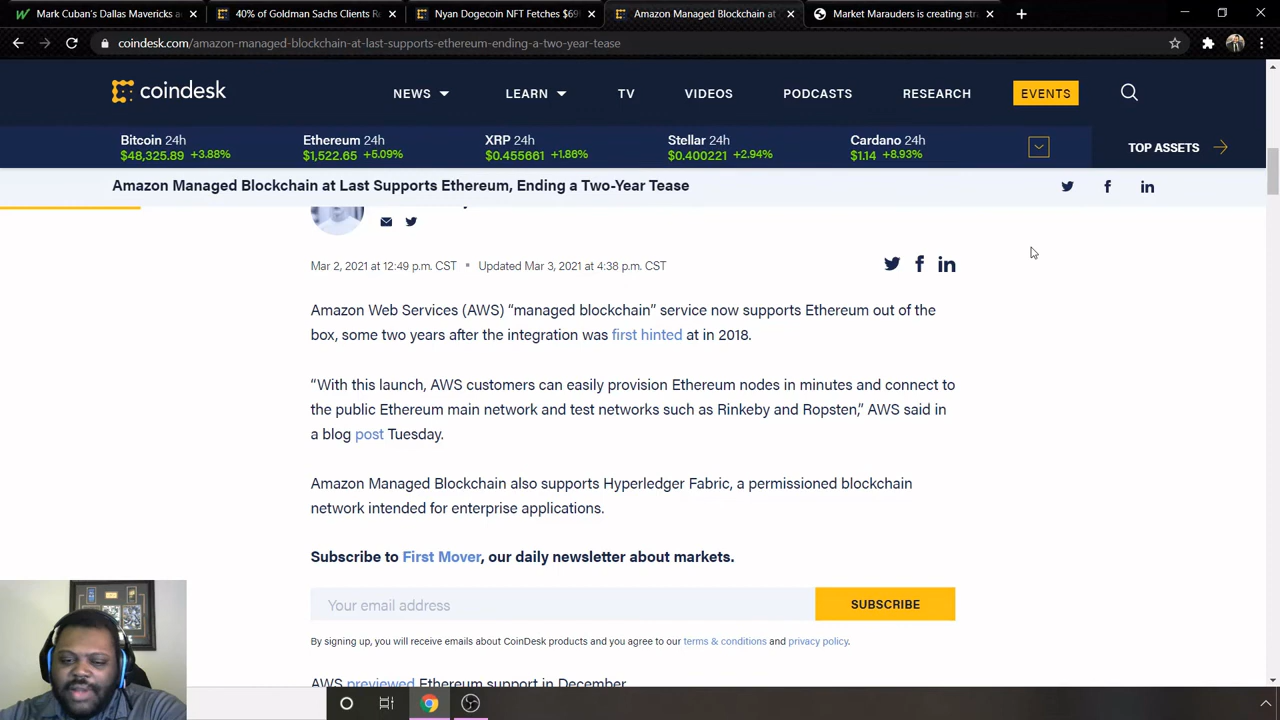 Mark Cuban's Dallas Mavericks a
40% of Goldman Sachs Clients R
Nyan Dogecoin NFT Fetches $69
Amazon Managed Blockchain at
Market Marauders is creating str
coindesk.com/amazon-managed-blockchain-at-last-supports-ethereum-ending-a-two-year-tease
coindesk
NEWS
LEARN
TV
VIDEOS
PODCASTS
RESEARCH
EVENTS
Bitcoin 24h
$48,325.89 +3.88%
Ethereum 24h
$1,522.65 +5.09%
XRP 24h
$0.455661 +1.86%
Stellar 24h
$0.400221 +2.94%
Cardano 24h
$1.14 +8.93%
TOP ASSETS
Amazon Managed Blockchain at Last Supports Ethereum, Ending a Two-Year Tease
Mar 2, 2021 at 12:49 p.m. CST • Updated Mar 3, 2021 at 4:38 p.m. CST
Amazon Web Services (AWS) “managed blockchain” service now supports Ethereum out of the
box, some two years after the integration was first hinted at in 2018.
“With this launch, AWS customers can easily provision Ethereum nodes in minutes and connect to
the public Ethereum main network and test networks such as Rinkeby and Ropsten,” AWS said in
a blog post Tuesday.
Amazon Managed Blockchain also supports Hyperledger Fabric, a permissioned blockchain
network intended for enterprise applications.
Subscribe to First Mover, our daily newsletter about markets.
Your email address
SUBSCRIBE
By signing up, you will receive emails about CoinDesk products and you agree to our terms & conditions and privacy policy.
AWS previewed Ethereum support in December